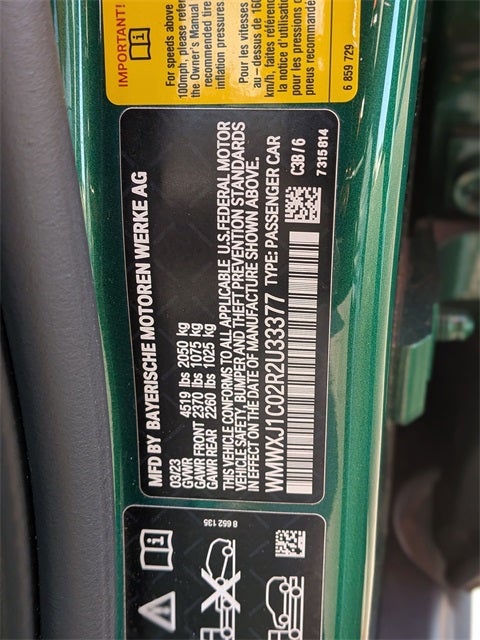 IMPORTANT!
For speeds above
100mph, please refer
the Owner's Manual
recommended tire
inflation pressures
Pour les vitesses
au - dessus de 160
km/h, faites référence
la notice d'utilisation
pour les pressions de
pneus recommandées
6 859 729
MFD BY BAYERISCHE MOTOREN WERKE AG
03/23
GVWR 4519 lbs 2050 kg
GAWR FRONT 2370 lbs 1075 kg
GAWR REAR 2260 lbs 1025 kg
THIS VEHICLE CONFORMS TO ALL APPLICABLE U.S.FEDERAL MOTOR
VEHICLE SAFETY, BUMPER AND THEFT PREVENTION STANDARDS
IN EFFECT ON THE DATE OF MANUFACTURE SHOWN ABOVE.
WMWXJ1C02R2U33377 TYPE: PASSENGER CAR
C3B / 6
7 315 814
8 652 135